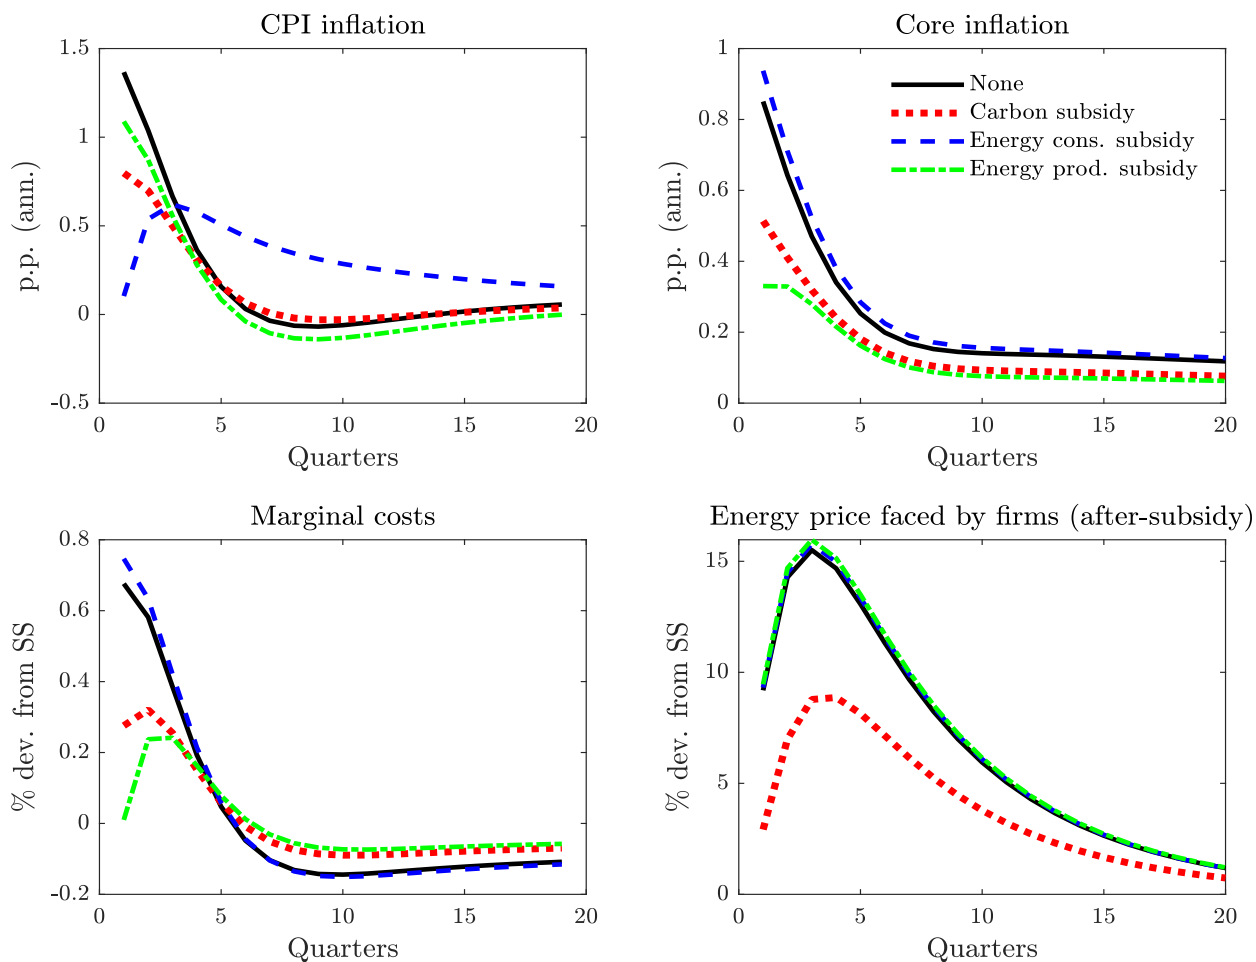 CPI inflation
1.5
1
0.5
0
-0.5
p.p. (ann.)
0 5 10 15 20
Quarters
Core inflation
1
0.8
0.6
0.4
0.2
0
p.p. (ann.)
None
Carbon subsidy
Energy cons. subsidy
Energy prod. subsidy
0 5 10 15 20
Quarters
Marginal costs
0.8
0.6
0.4
0.2
0
-0.2
% dev. from SS
0 5 10 15 20
Quarters
Energy price faced by firms (after-subsidy)
15
10
5
0
% dev. from SS
0 5 10 15 20
Quarters